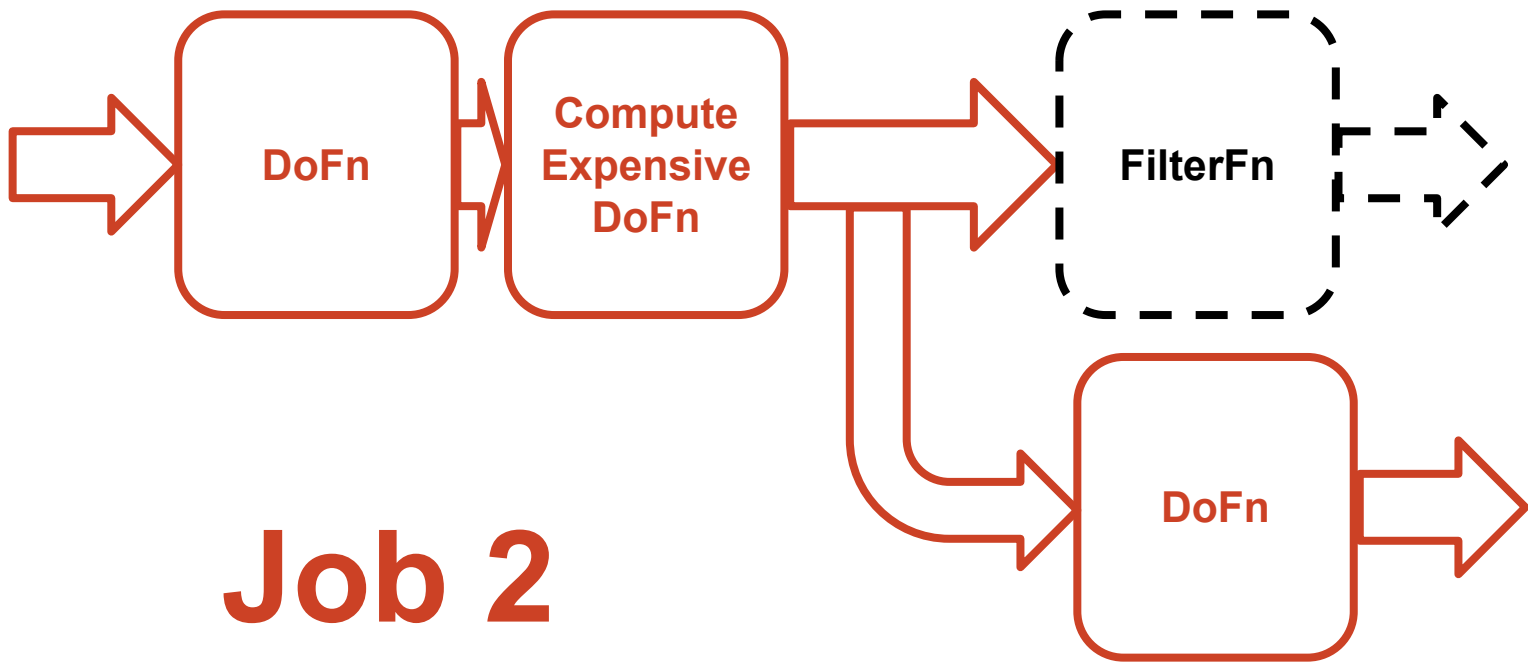 DoFn
Compute
Expensive
DoFn
FilterFn
DoFn
Job 2